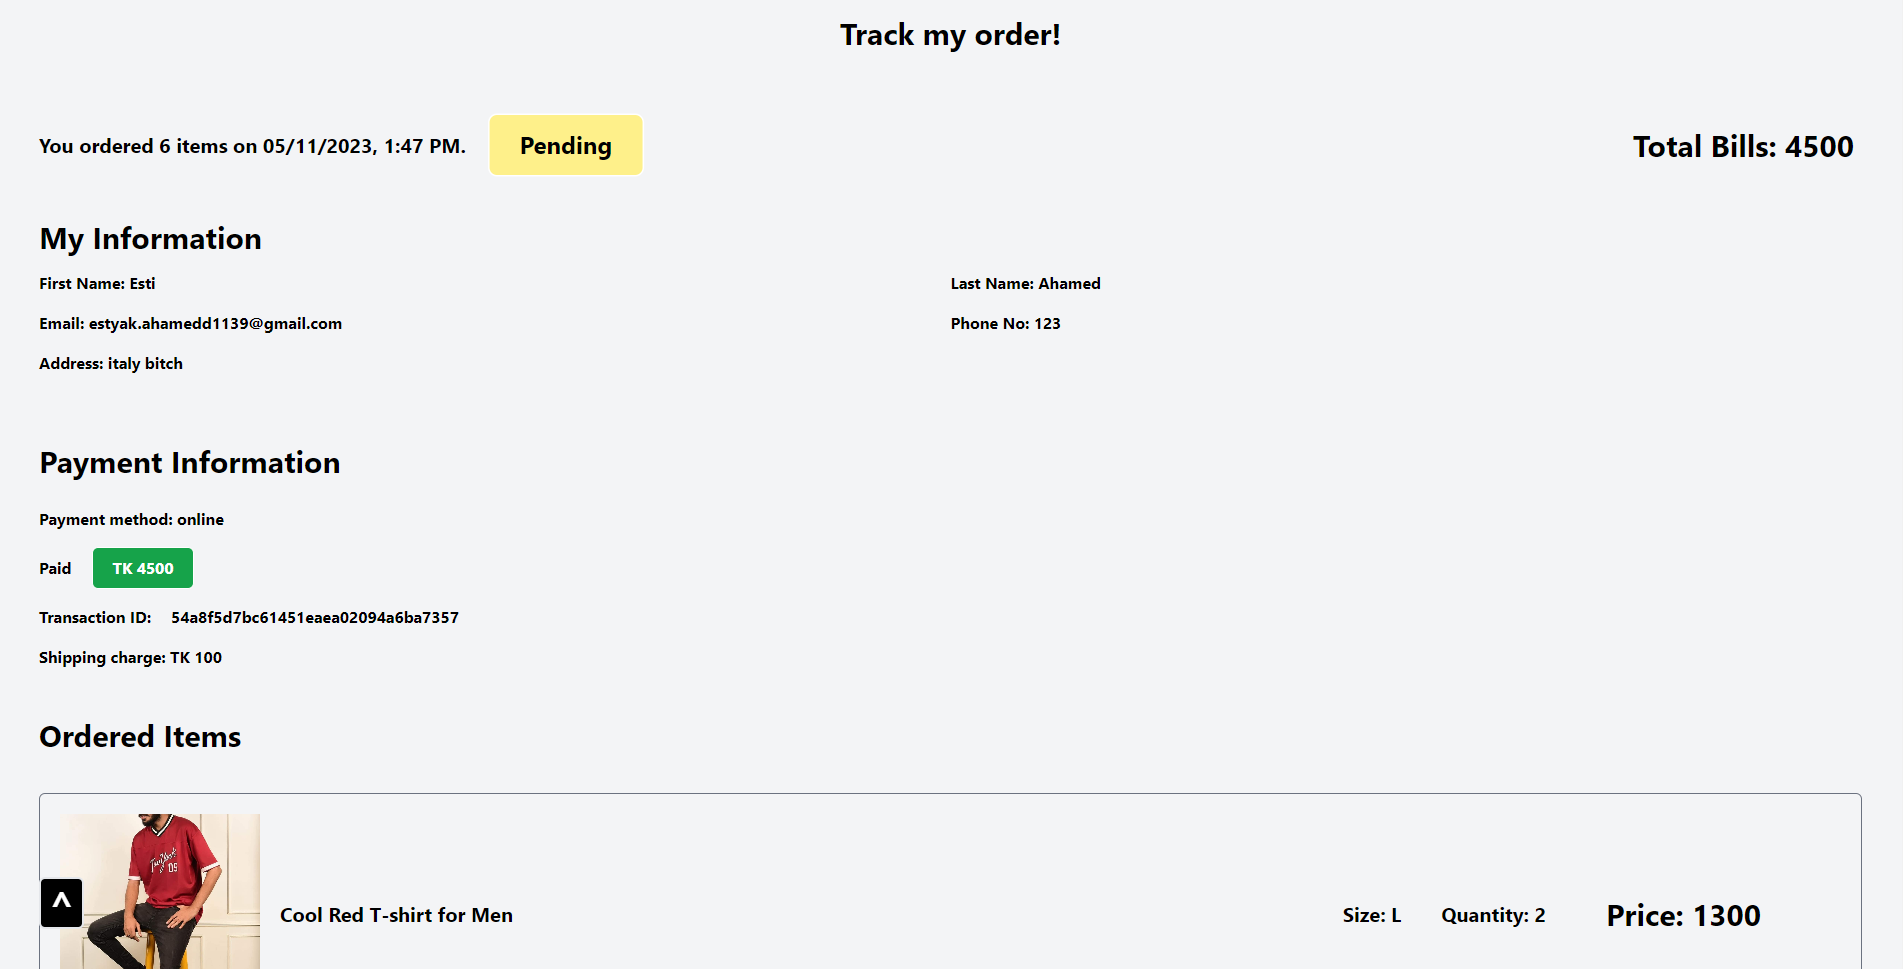 Track my order!
You ordered 6 items on 05/11/2023, 1:47 PM. Pending Total Bills: 4500
My Information
First Name: Esti Last Name: Ahamed
Email: estyak.ahamedd1139@gmail.com Phone No: 123
Address: italy bitch
Payment Information
Payment method: online
Paid TK 4500
Transaction ID: 54a8f5d7bc61451eaea02094a6ba7357
Shipping charge: TK 100
Ordered Items
09
Cool Red T-shirt for Men Size: L Quantity: 2 Price: 1300